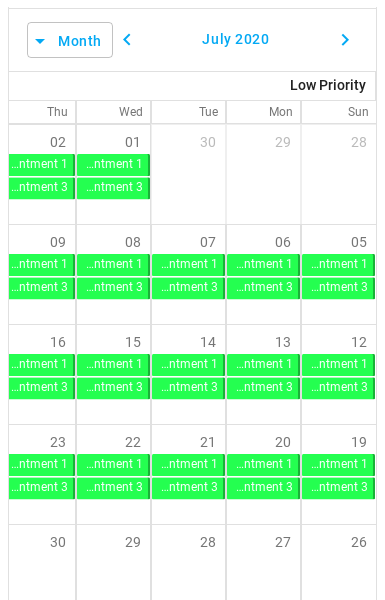 Month
July 2020
Low Priority
Thu Wed Tue Mon Sun
02 01 30 29 28
...ntment 1 ...ntment 1
...ntment 3 ...ntment 3
09 08 07 06 05
...ntment 1 ...ntment 1 ...ntment 1 ...ntment 1 ...ntment 1
...ntment 3 ...ntment 3 ...ntment 3 ...ntment 3 ...ntment 3
16 15 14 13 12
...ntment 1 ...ntment 1 ...ntment 1 ...ntment 1 ...ntment 1
...ntment 3 ...ntment 3 ...ntment 3 ...ntment 3 ...ntment 3
23 22 21 20 19
...ntment 1 ...ntment 1 ...ntment 1 ...ntment 1 ...ntment 1
...ntment 3 ...ntment 3 ...ntment 3 ...ntment 3 ...ntment 3
30 29 28 27 26